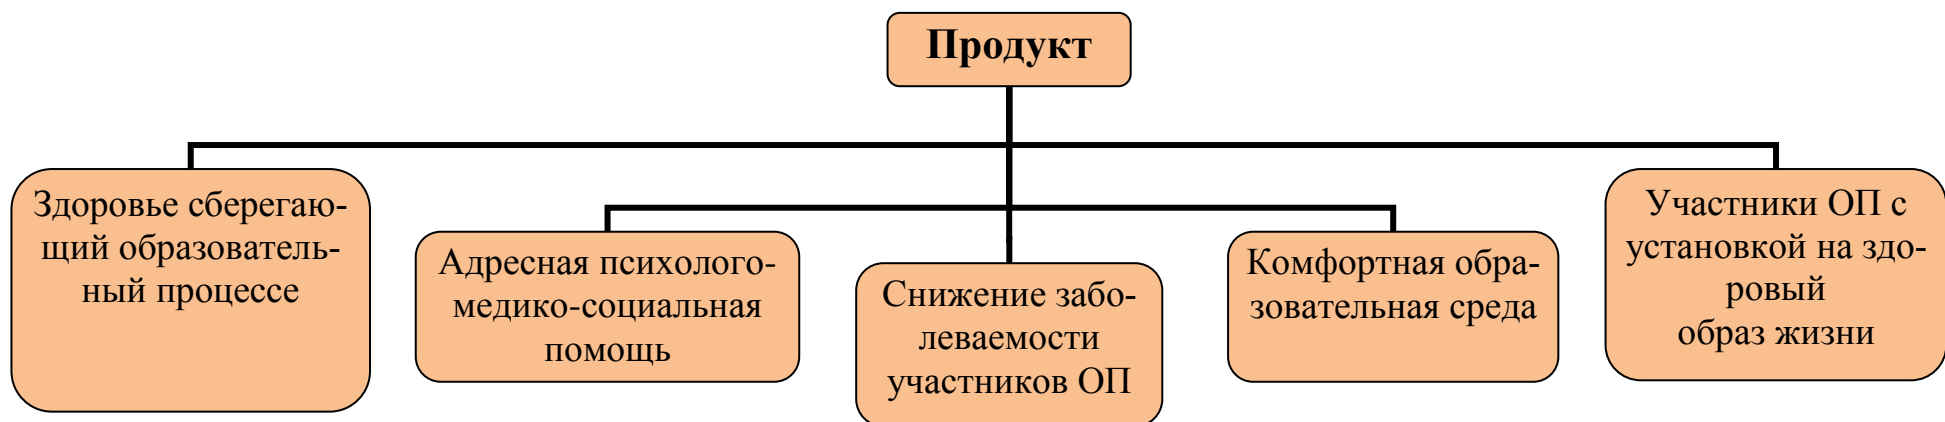 Продукт
Здоровье сберегаю-
щий образователь-
ный процессе
Адресная психолого-
медико-социальная
помощь
Снижение забо-
леваемости
участников ОП
Комфортная обра-
зовательная среда
Участники ОП с
установкой на здо-
ровый
образ жизни